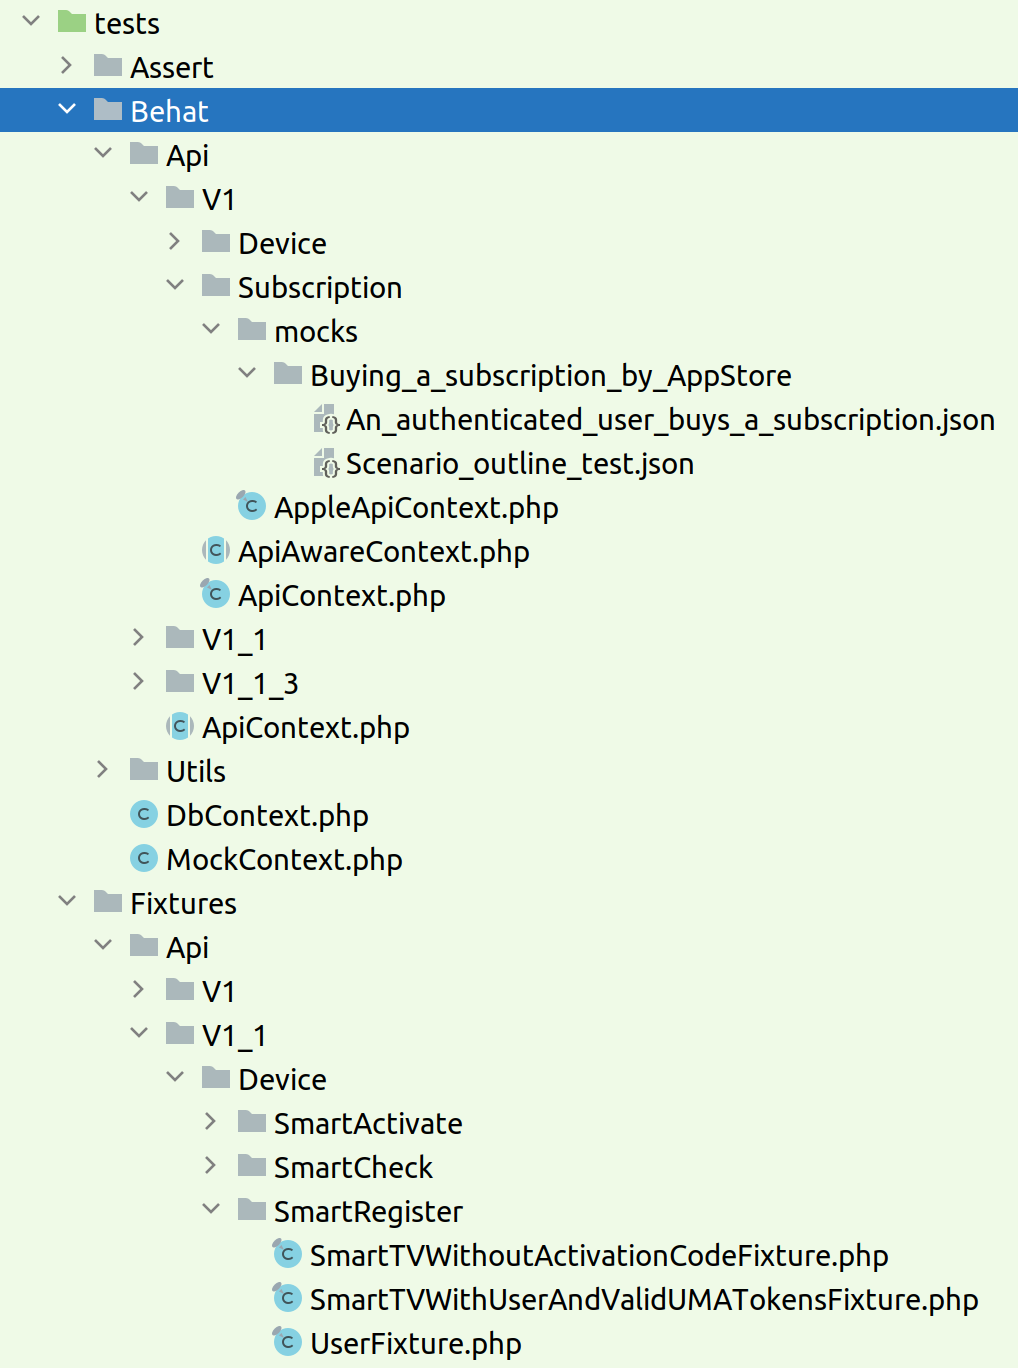 tests
Assert
Behat
Api
V1
Device
Subscription
mocks
Buying_a_subscription_by_AppStore
An_authenticated_user_buys_a_subscription.json
Scenario_outline_test.json
AppleApiContext.php
ApiAwareContext.php
ApiContext.php
V1_1
V1_1_3
ApiContext.php
Utils
DbContext.php
MockContext.php
Fixtures
Api
V1
V1_1
Device
SmartActivate
SmartCheck
SmartRegister
SmartTVWithoutActivationCodeFixture.php
SmartTVWithUserAndValidUMATokensFixture.php
UserFixture.php